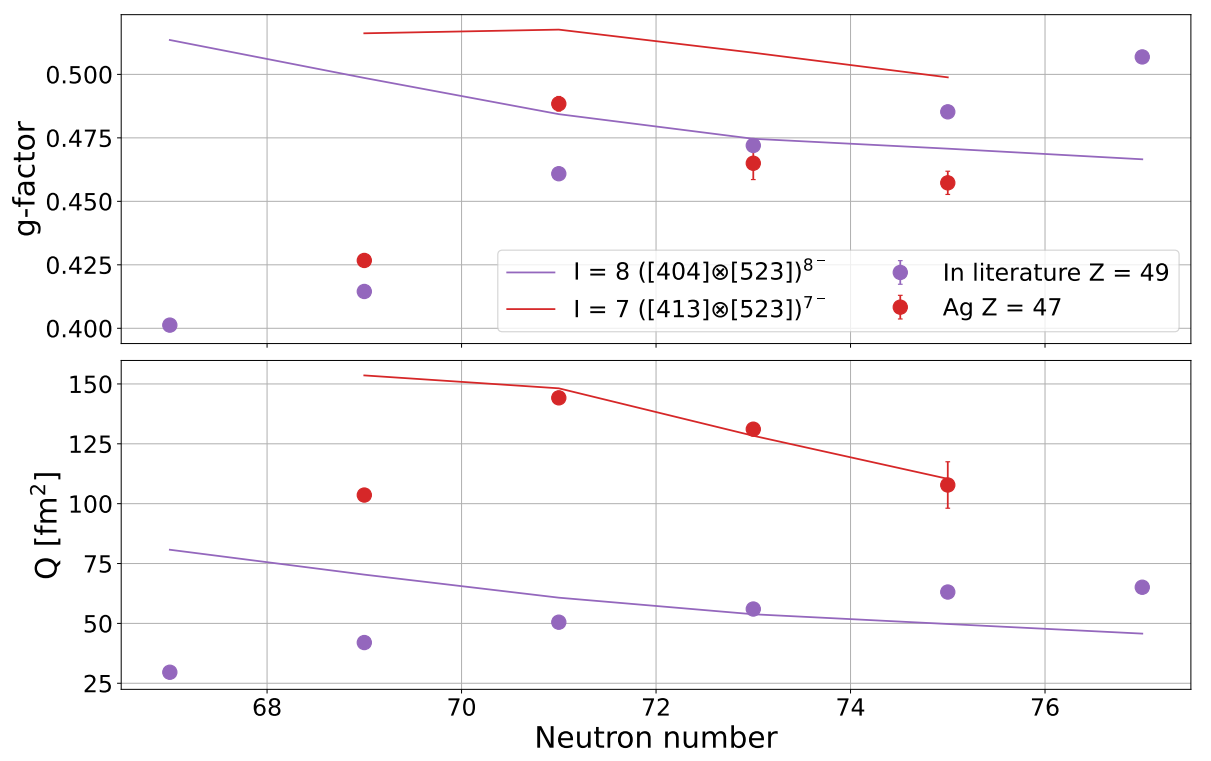 0.500
0.475
0.450
0.425
0.400
g-factor
I = 8 ([404]⊗[523])⁸⁻
I = 7 ([413]⊗[523])⁷⁻
In literature Z = 49
Ag Z = 47
150
125
100
75
50
25
Q [fm²]
68 70 72 74 76
Neutron number